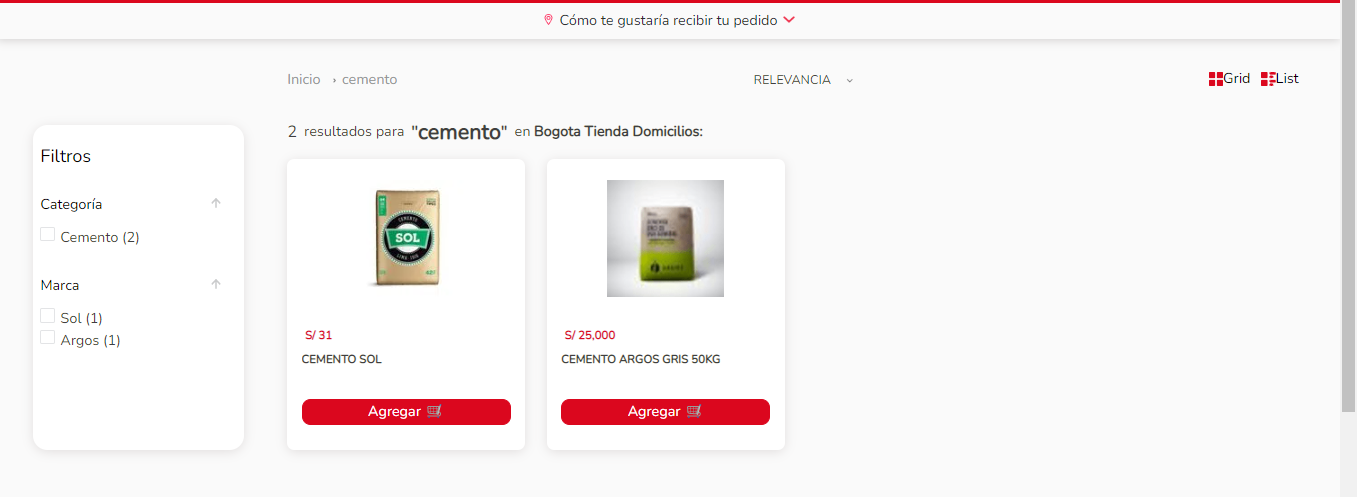 Cómo te gustaría recibir tu pedido
Inicio › cemento
RELEVANCIA
Grid List
Filtros
Categoría
Cemento (2)
Marca
Sol (1)
Argos (1)
2 resultados para "cemento" en Bogota Tienda Domicilios:
CEMENTO
SOL
S/ 31
CEMENTO SOL
Agregar
S/ 25,000
CEMENTO ARGOS GRIS 50KG
Agregar